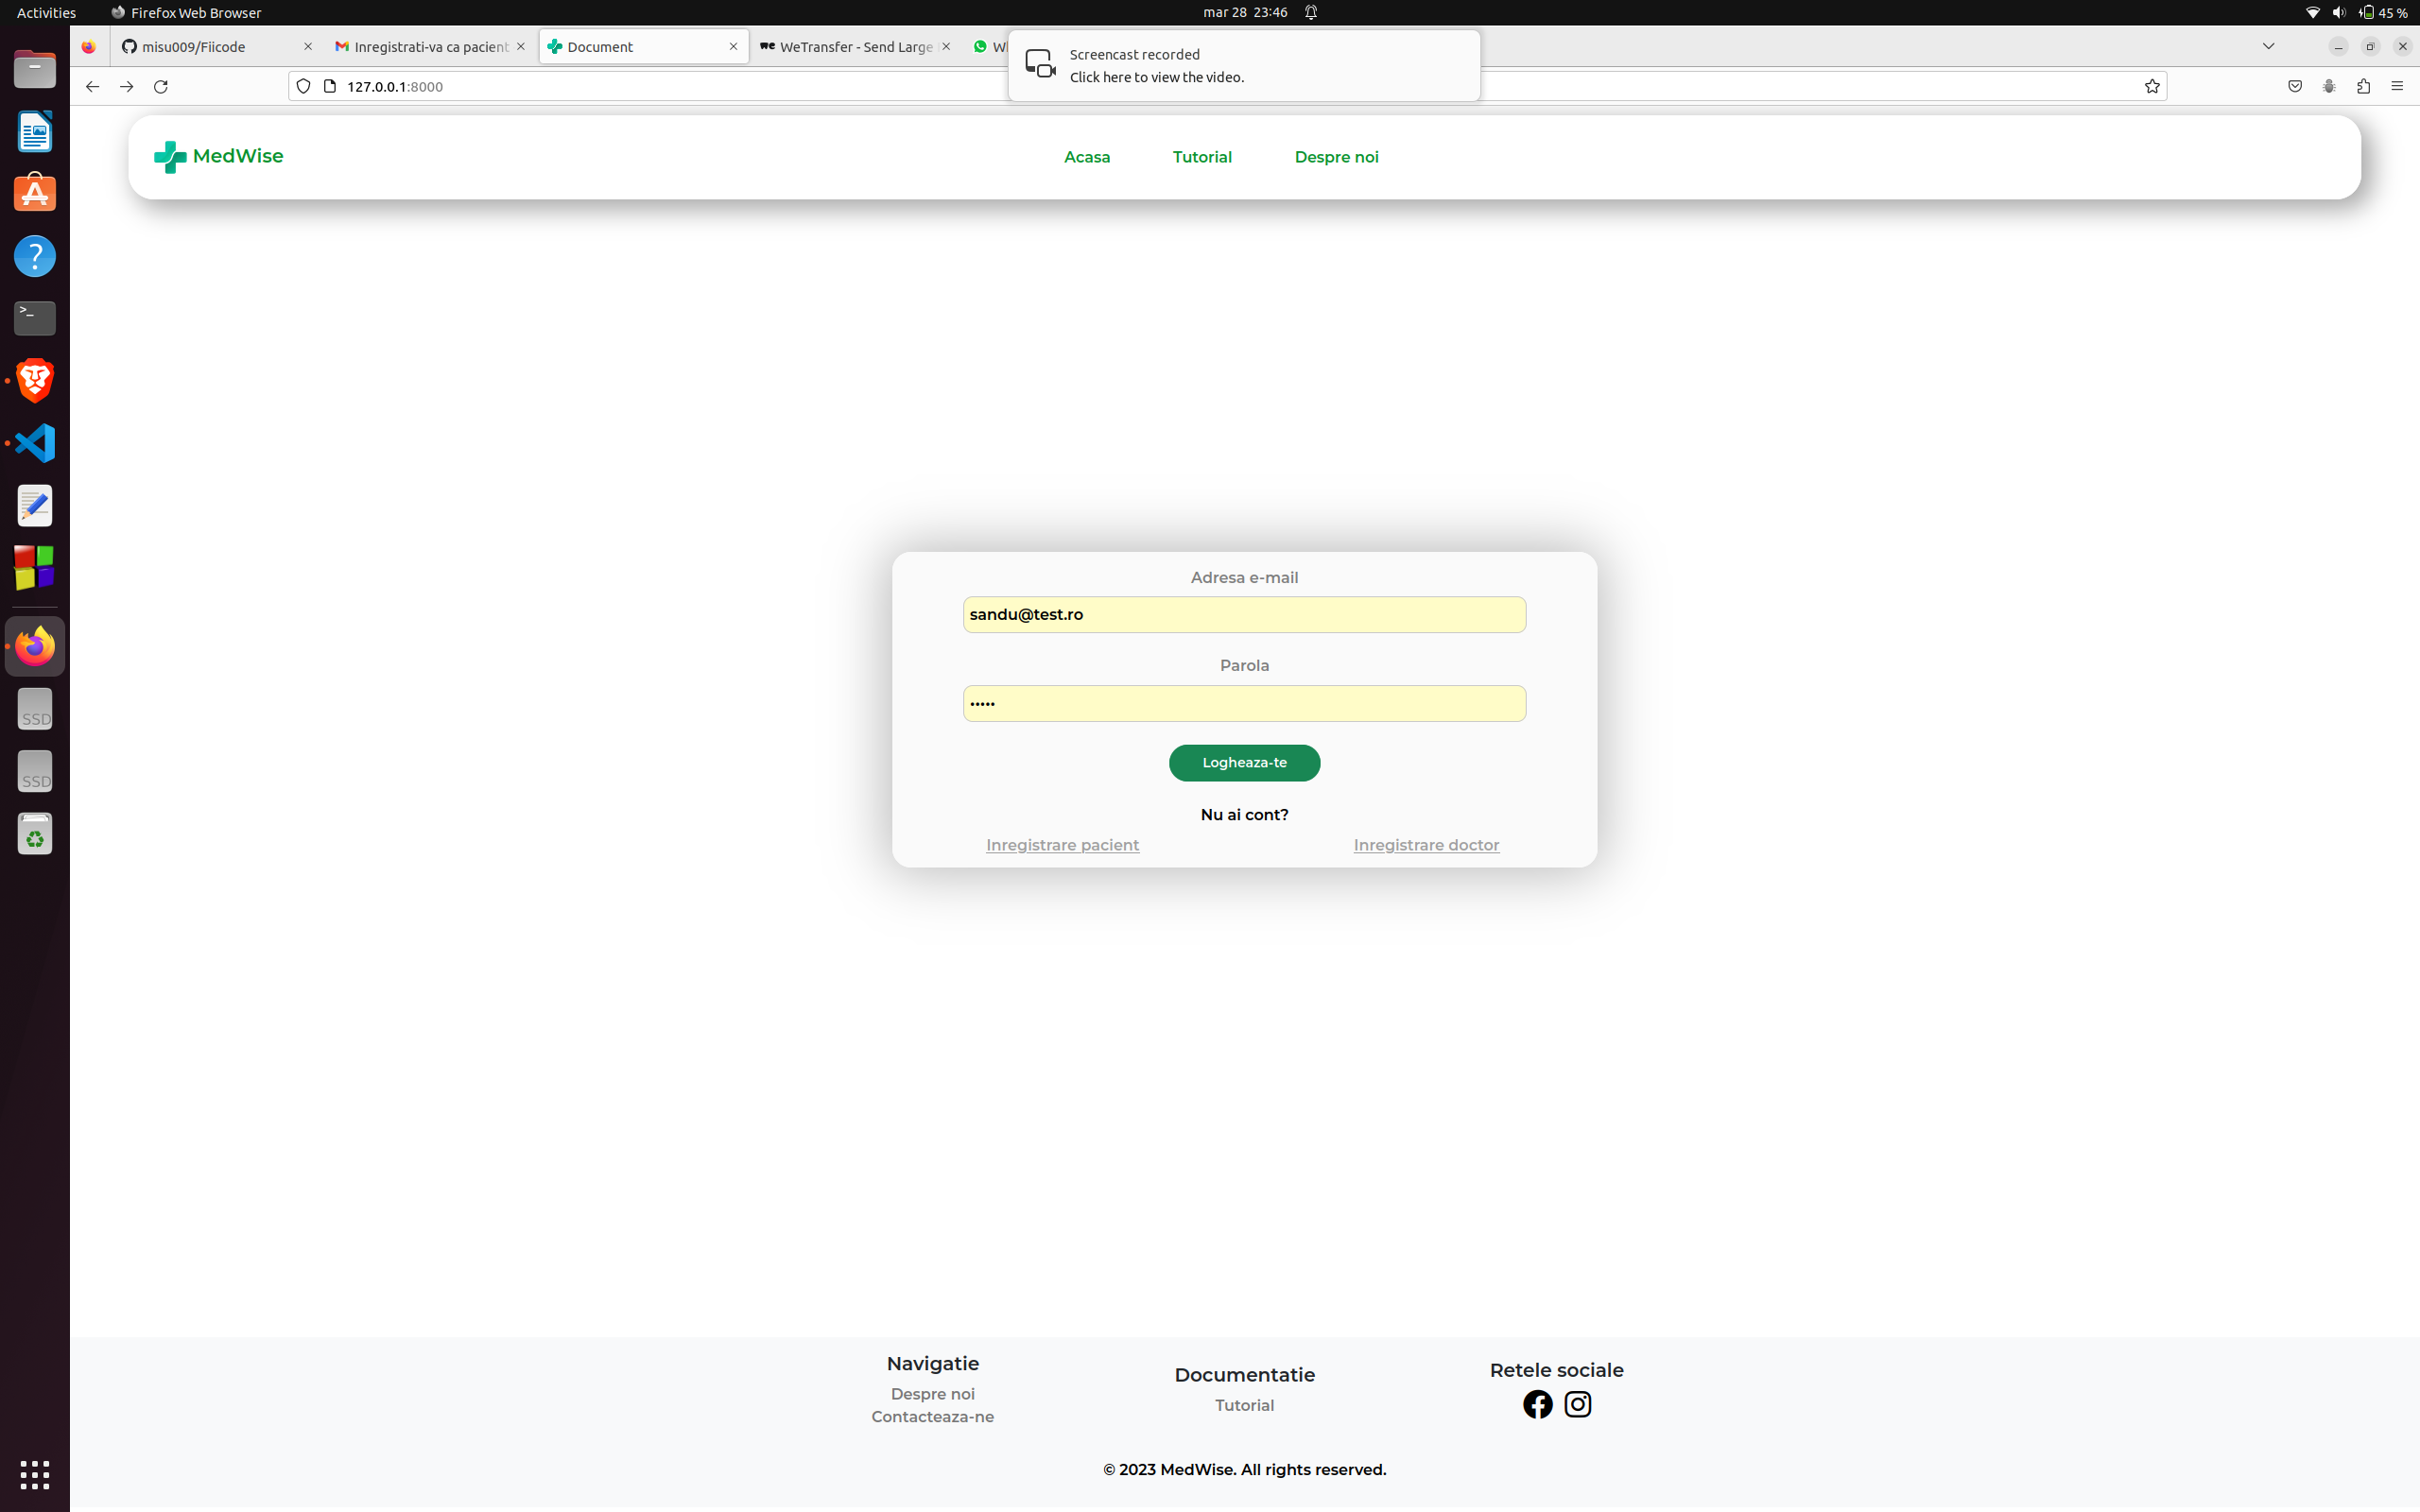 Activities
Firefox Web Browser
mar 28 23:46
45 %
misu009/Fiicode
Inregistrati-va ca pacient
Document
WeTransfer - Send Large
Screencast recorded
Click here to view the video.
127.0.0.1:8000
MedWise
Acasa
Tutorial
Despre noi
Adresa e-mail
sandu@test.ro
Parola
•••••
Logheaza-te
Nu ai cont?
Inregistrare pacient
Inregistrare doctor
SSD
SSD
Navigatie
Despre noi
Contacteaza-ne
Documentatie
Tutorial
Retele sociale
© 2023 MedWise. All rights reserved.